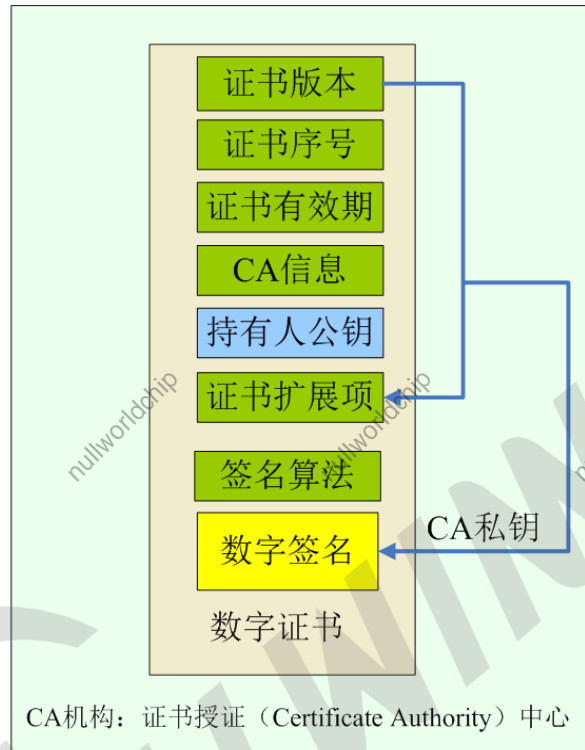 证书版本
证书序号
证书有效期
CA信息
持有人公钥
证书扩展项
nullworldchip
nullworldchip
签名算法
CA私钥
数字签名
数字证书
CA机构：证书授证（Certificate Authority）中心